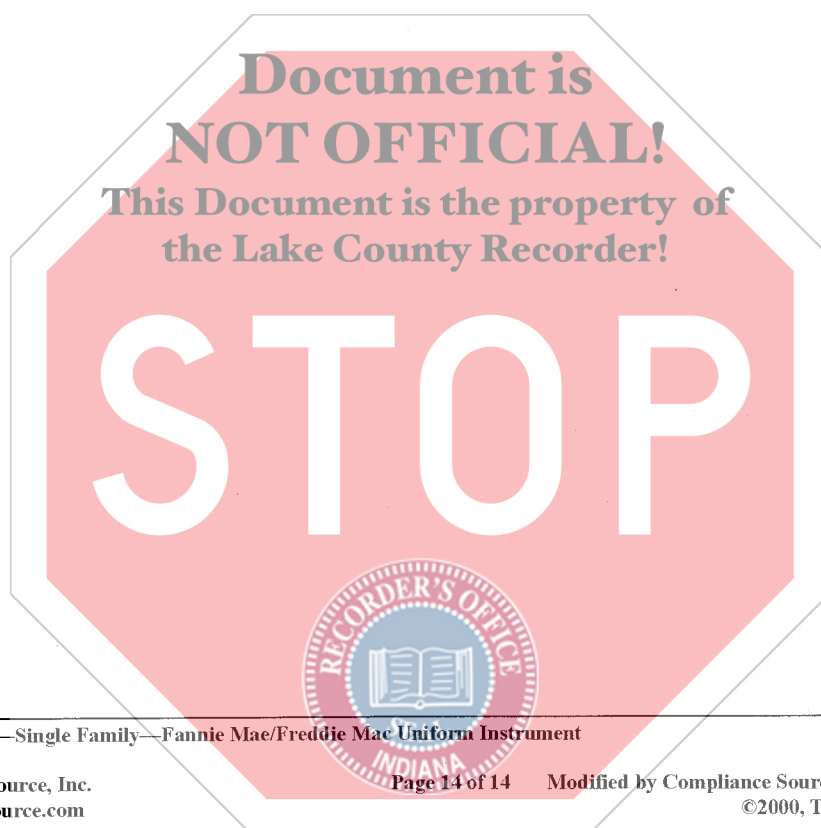 Document is
NOT OFFICIAL!
This Document is the property of
the Lake County Recorder!
STOP
RECORDER'S OFFICE
INDIANA
—Single Family—Fannie Mae/Freddie Mac Uniform Instrument
ource, Inc.
Page 14 of 14 Modified by Compliance Sour
ource.com
©2000, T